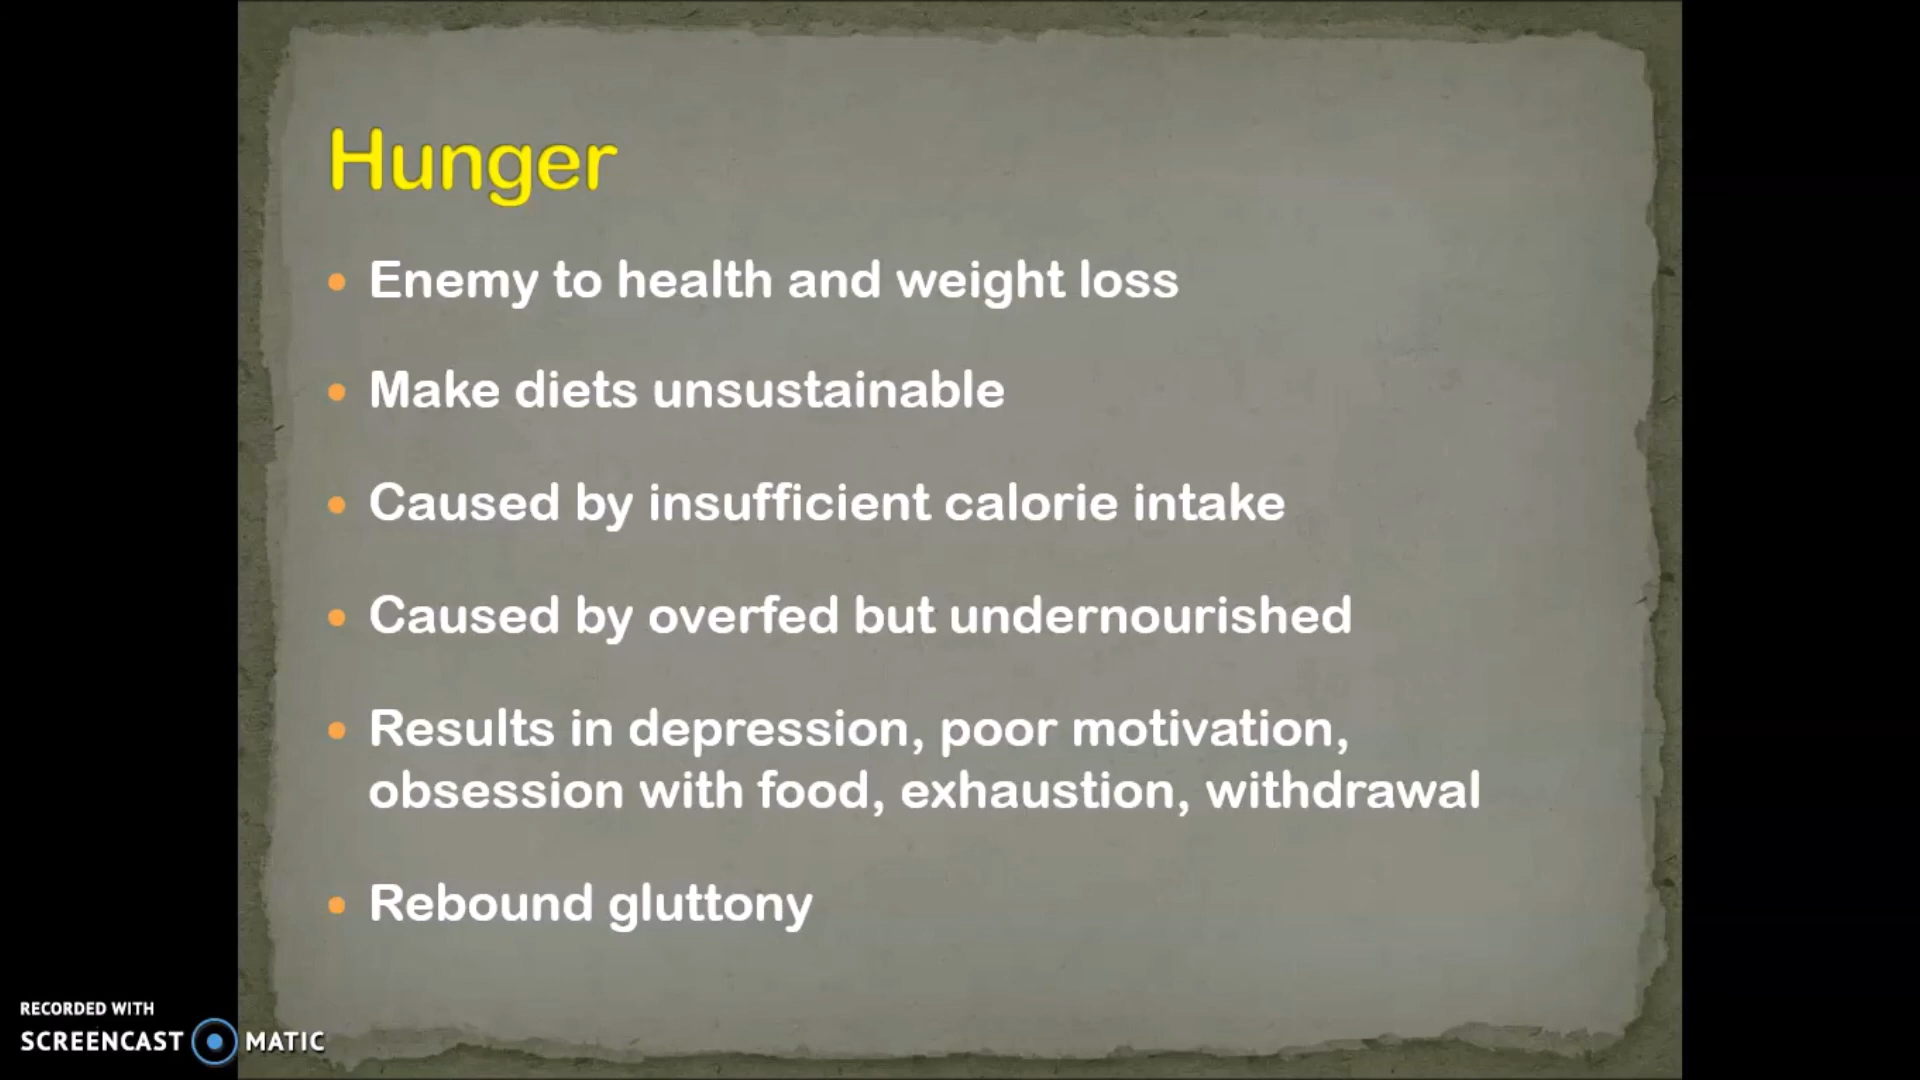 Hunger
• Enemy to health and weight loss
• Make diets unsustainable
• Caused by insufficient calorie intake
• Caused by overfed but undernourished
• Results in depression, poor motivation,
obsession with food, exhaustion, withdrawal
• Rebound gluttony
RECORDED WITH
SCREENCAST MATIC